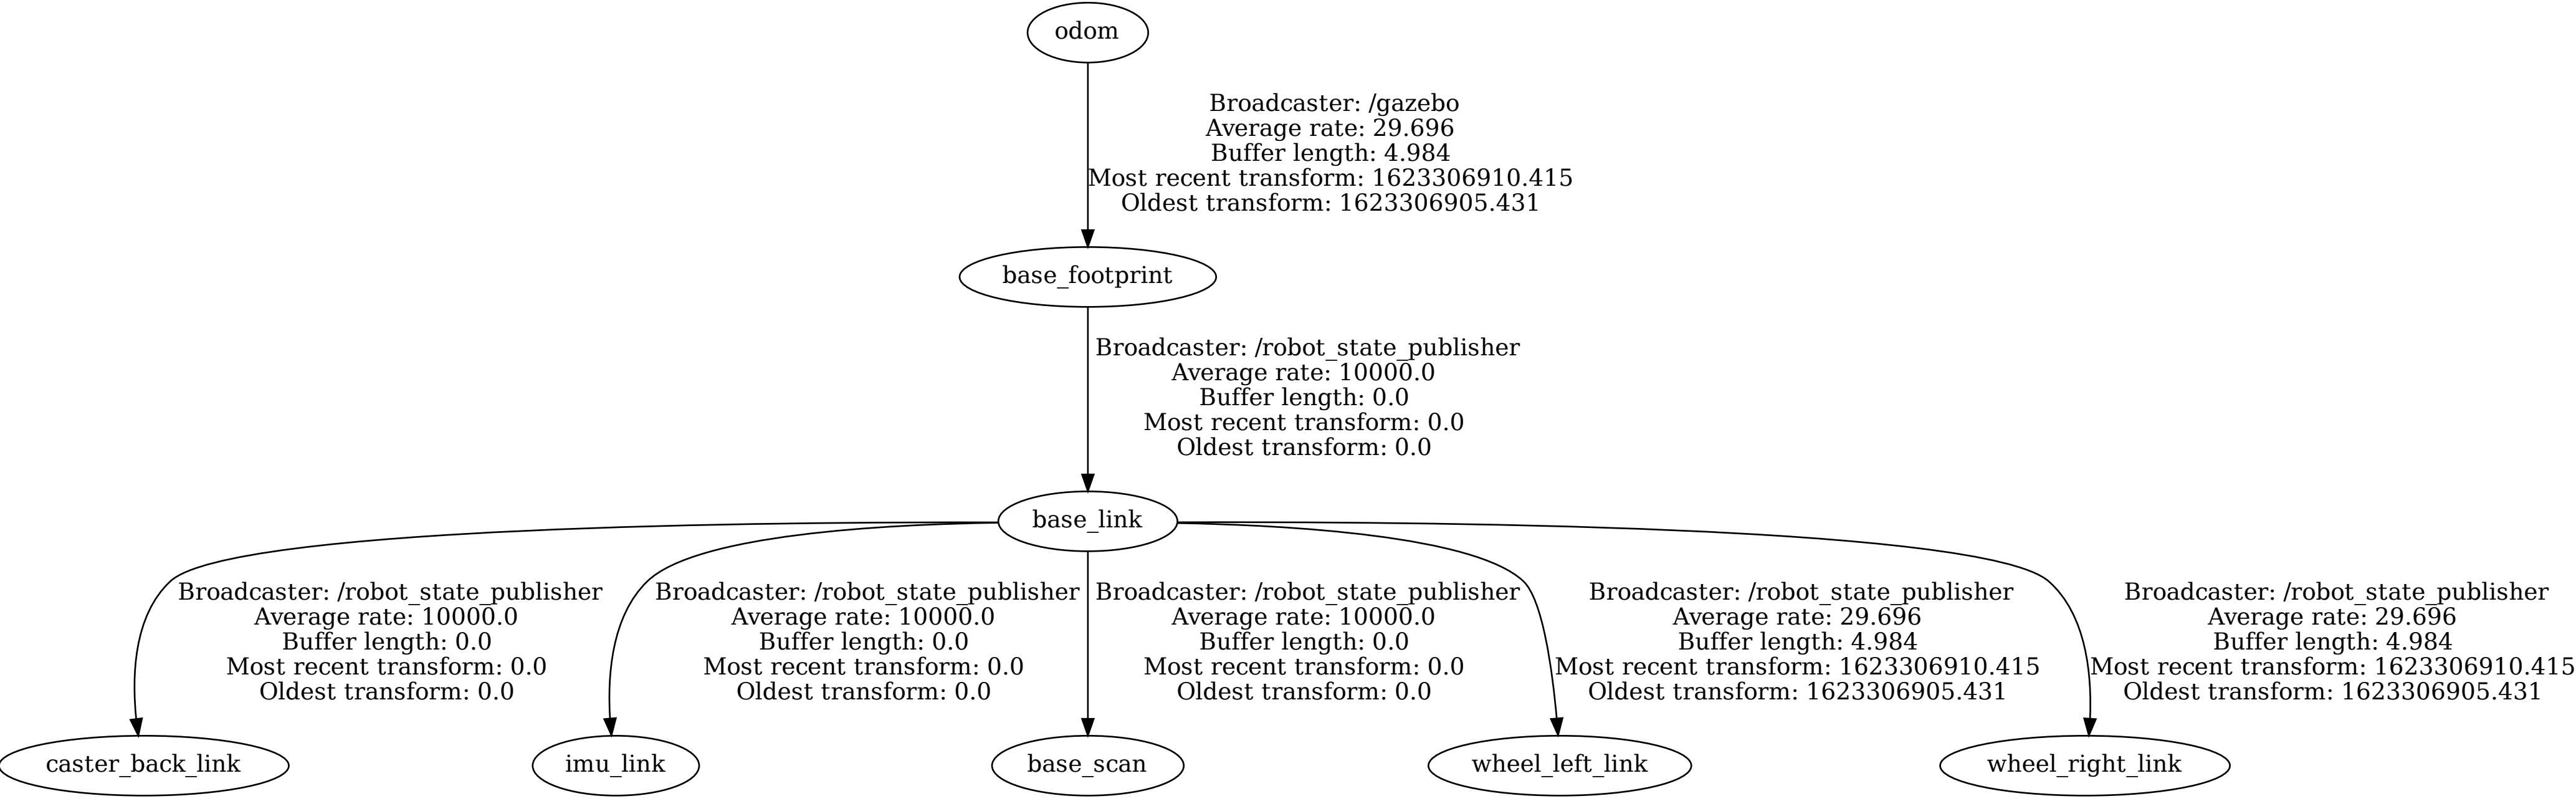 odom
Broadcaster: /gazebo
Average rate: 29.696
Buffer length: 4.984
Most recent transform: 1623306910.415
Oldest transform: 1623306905.431
base_footprint
Broadcaster: /robot_state_publisher
Average rate: 10000.0
Buffer length: 0.0
Most recent transform: 0.0
Oldest transform: 0.0
base_link
Broadcaster: /robot_state_publisher
Average rate: 10000.0
Buffer length: 0.0
Most recent transform: 0.0
Oldest transform: 0.0
Broadcaster: /robot_state_publisher
Average rate: 10000.0
Buffer length: 0.0
Most recent transform: 0.0
Oldest transform: 0.0
Broadcaster: /robot_state_publisher
Average rate: 10000.0
Buffer length: 0.0
Most recent transform: 0.0
Oldest transform: 0.0
Broadcaster: /robot_state_publisher
Average rate: 29.696
Buffer length: 4.984
Most recent transform: 1623306910.415
Oldest transform: 1623306905.431
Broadcaster: /robot_state_publisher
Average rate: 29.696
Buffer length: 4.984
Most recent transform: 1623306910.415
Oldest transform: 1623306905.431
caster_back_link
imu_link
base_scan
wheel_left_link
wheel_right_link